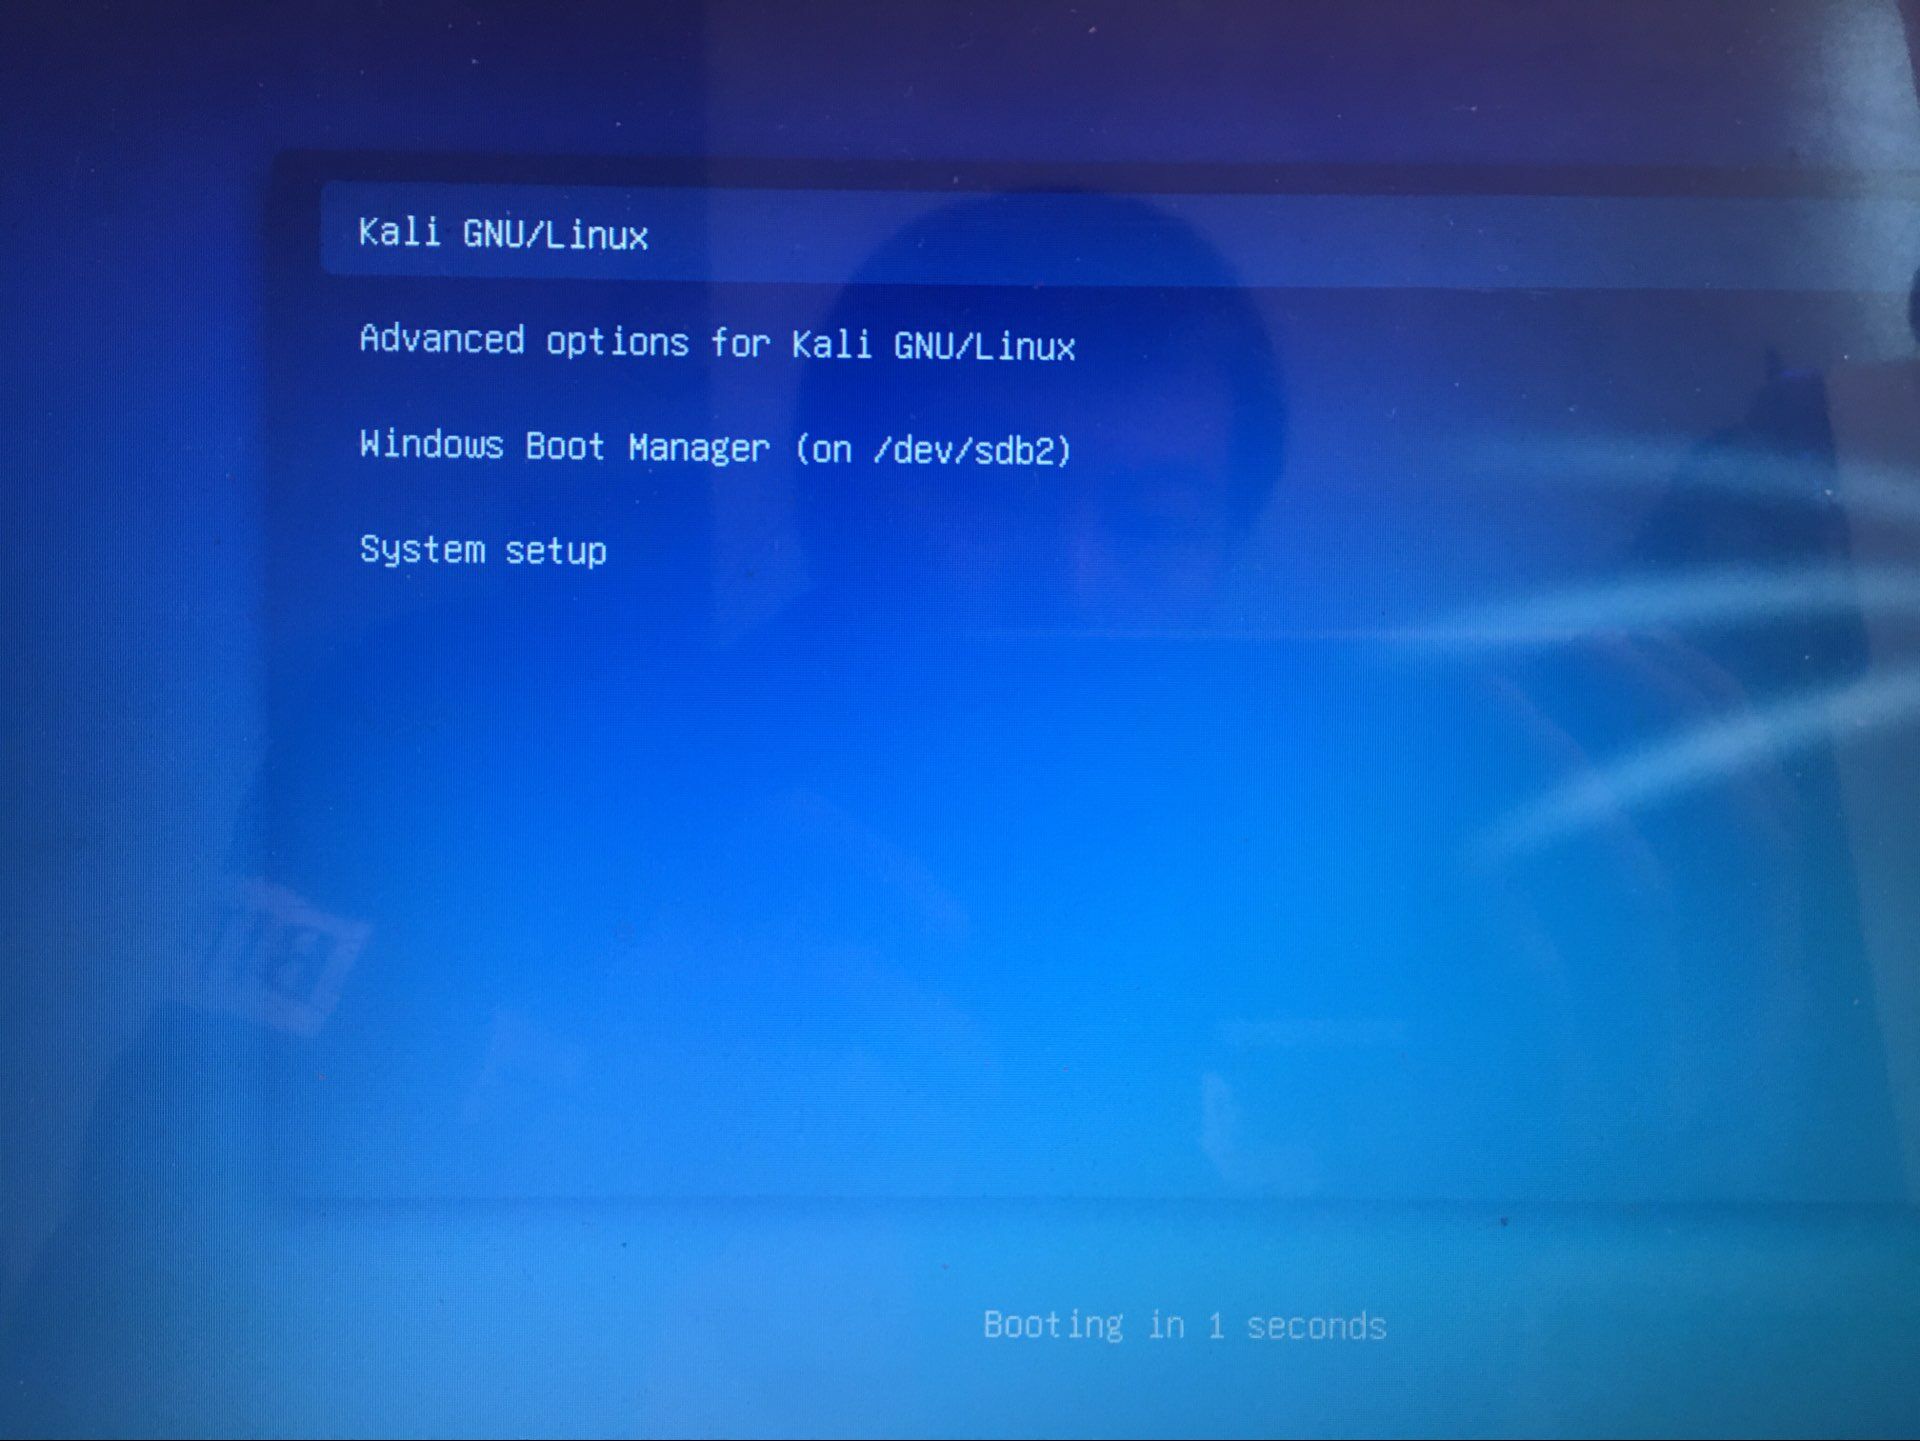 Kali GNU/Linux
Advanced options for Kali GNU/Linux
Windows Boot Manager (on /dev/sdb2)
System setup
Booting in 1 seconds